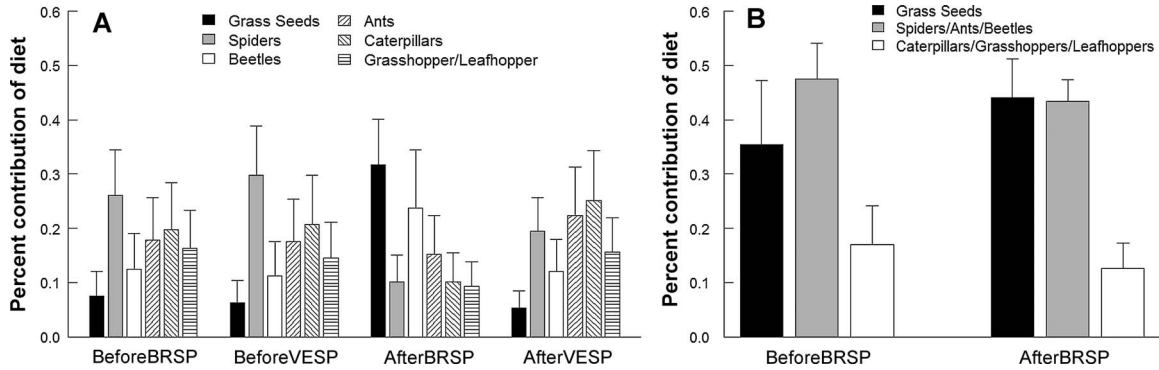 A
Percent contribution of diet
0.6
0.5
0.4
0.3
0.2
0.1
0.0
Grass Seeds
Spiders
Beetles
Ants
Caterpillars
Grasshopper/Leafhopper
BeforeBRSP
BeforeVESP
AfterBRSP
AfterVESP
B
Percent contribution of diet
0.6
0.5
0.4
0.3
0.2
0.1
0.0
Grass Seeds
Spiders/Ants/Beetles
Caterpillars/Grasshoppers/Leafhoppers
BeforeBRSP
AfterBRSP